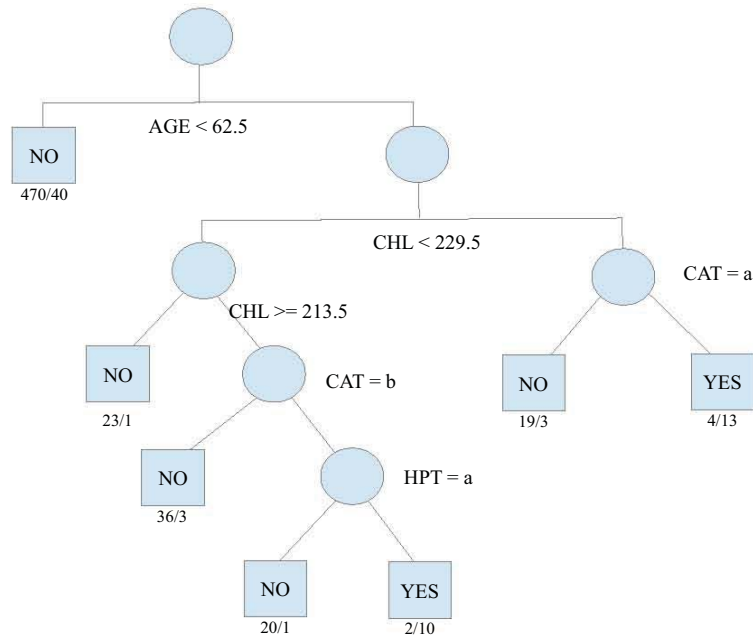 AGE < 62.5
NO
470/40
CHL < 229.5
CAT = a
CHL >= 213.5
NO
23/1
CAT = b
NO
19/3
YES
4/13
NO
36/3
HPT = a
NO
20/1
YES
2/10